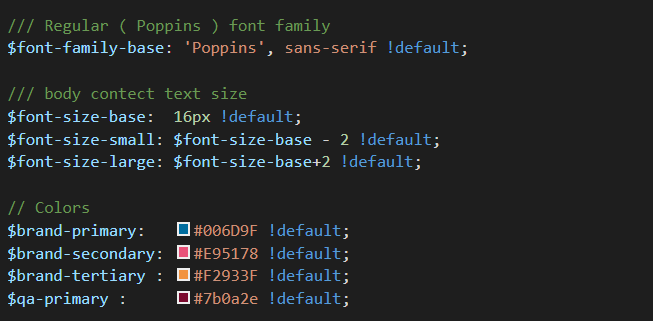 /// Regular ( Poppins ) font family
$font-family-base: 'Poppins', sans-serif !default;
/// body contect text size
$font-size-base:  16px !default;
$font-size-small: $font-size-base - 2 !default;
$font-size-large: $font-size-base+2 !default;
// Colors
$brand-primary:   #006D9F !default;
$brand-secondary: #E95178 !default;
$brand-tertiary : #F2933F !default;
$qa-primary :     #7b0a2e !default;